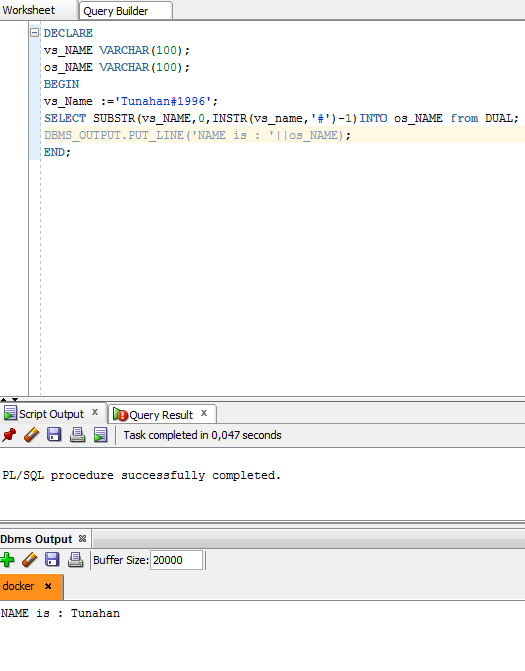 Worksheet Query Builder
DECLARE
vs_NAME VARCHAR(100);
os_NAME VARCHAR(100);
BEGIN
vs_Name :='Tunahan#1996';
SELECT SUBSTR(vs_NAME,0,INSTR(vs_name,'#')-1)INTO os_NAME from DUAL;
DBMS_OUTPUT.PUT_LINE('NAME is : '||os_NAME);
END;
Script Output x Query Result x
Task completed in 0,047 seconds
PL/SQL procedure successfully completed.
Dbms Output
Buffer Size: 20000
docker x
NAME is : Tunahan